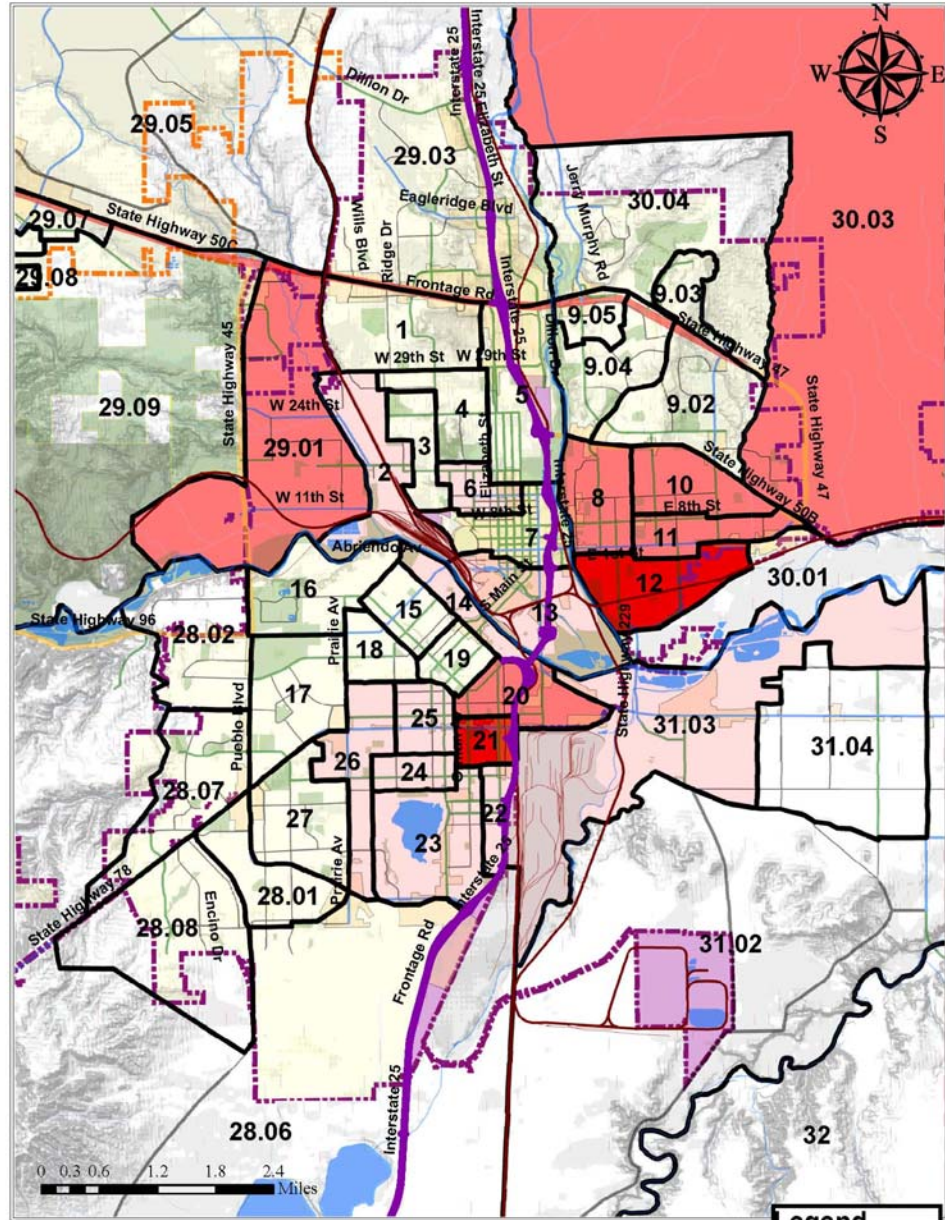 N
W E
S
Interstate 25
Interstate 25
Elizabeth St
Dillion Dr
29.05
29.03
Jerry Murphy Rd
Eagleridge Blvd
30.04
30.03
29.0
State Highway 50C
Wills Blvd
Ridge Dr
29.08
Frontage Rd
Interstate 25
9.03
9.05
State Highway 47
State Highway 45
1
Dillon Dr
W 29th St
W 29th St
9.04
29.09
5
9.02
W 24th St
4
State Highway 47
29.01
3
Elizabeth St
2
State Highway 50B
W 11th St
6
8
10
E 8th St
W 8th St
Interstate 25
7
11
Abriendo Av
E 1st St
12
30.01
16
15
14
S Main St
13
State Highway 96
28.02
Prairie Av
18
19
State Highway 229
17
20
31.03
Pueblo Blvd
25
21
31.04
26
28.07
24
27
22
23
Prairie Av
Interstate 25
State Highway 78
28.01
28.08
Encino Dr
Frontage Rd
31.02
Interstate 25
28.06
32
0 0.3 0.6 1.2 1.8 2.4
Miles
Legend